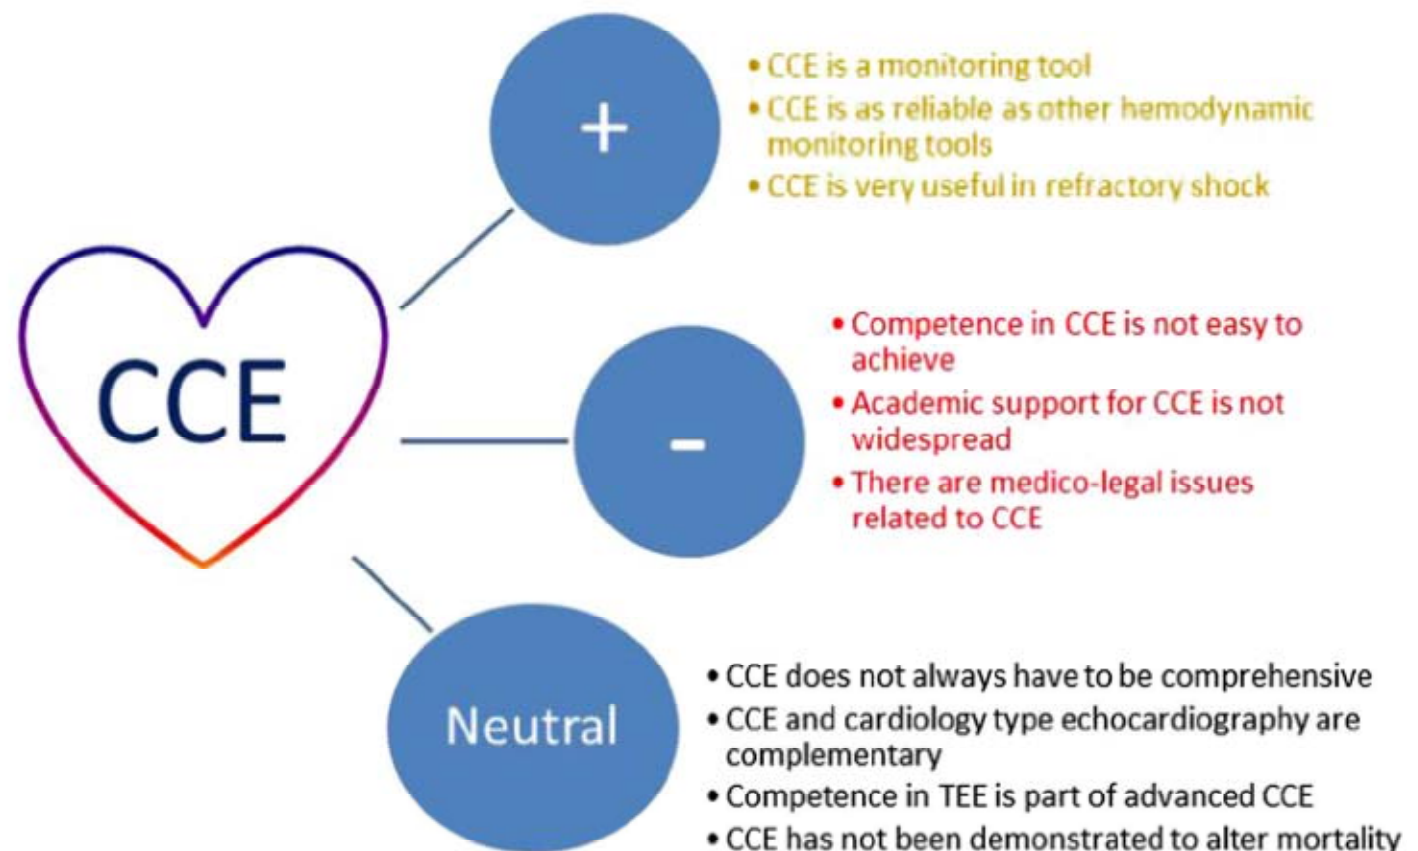 CCE
+
• CCE is a monitoring tool
• CCE is as reliable as other hemodynamic
monitoring tools
• CCE is very useful in refractory shock
-
• Competence in CCE is not easy to
achieve
• Academic support for CCE is not
widespread
• There are medico-legal issues
related to CCE
Neutral
• CCE does not always have to be comprehensive
• CCE and cardiology type echocardiography are
complementary
• Competence in TEE is part of advanced CCE
• CCE has not been demonstrated to alter mortality